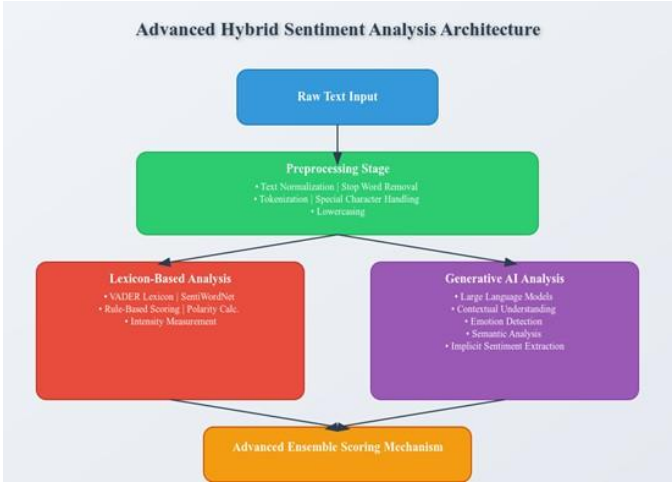 Advanced Hybrid Sentiment Analysis Architecture
Raw Text Input
Preprocessing Stage
• Text Normalization | Stop Word Removal
• Tokenization | Special Character Handling
• Lowercasing
Lexicon-Based Analysis
• VADER Lexicon | SentiWordNet
• Rule-Based Scoring | Polarity Calc.
• Intensity Measurement
Generative AI Analysis
• Large Language Models
• Contextual Understanding
• Emotion Detection
• Semantic Analysis
• Implicit Sentiment Extraction
Advanced Ensemble Scoring Mechanism